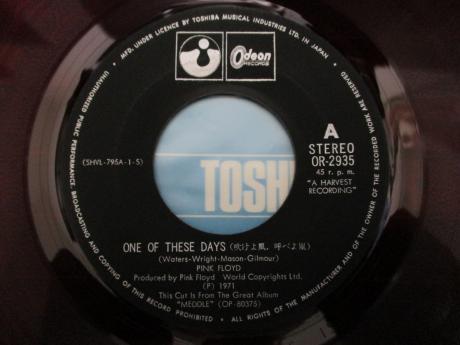 MFD. UNDER LICENCE BY TOSHIBA MUSICAL INDUSTRIES LTD. IN JAPAN
Odeon
RECORDS
(SHVL-795A-1-5)
A
STEREO
OR-2935
45 r. p. m.
"A HARVEST
RECORDING"
TOSHI
ONE OF THESE DAYS (吹けよ風, 呼べよ嵐)
(Waters-Wright-Mason-Gilmour)
PINK FLOYD
Produced by Pink Floyd World Copyrights Ltd.
(P) 1971
This Cut Is From The Great Album
"MEDDLE" (OP-80375)
UNAUTHORIZED PUBLIC PERFORMANCE, BROADCASTING AND COPYING OF THIS RECORD PROHIBITED • ALL RIGHTS OF THE MANUFACTURER AND OF THE OWNER OF THE RECORDED WORK ARE RESERVED